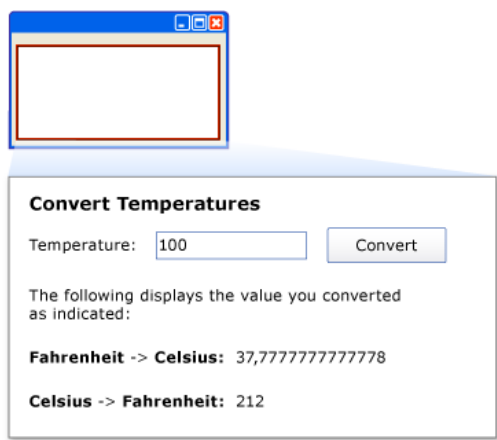 Convert Temperatures
Temperature: 100 Convert
The following displays the value you converted
as indicated:
Fahrenheit -> Celsius: 37,7777777777778
Celsius -> Fahrenheit: 212